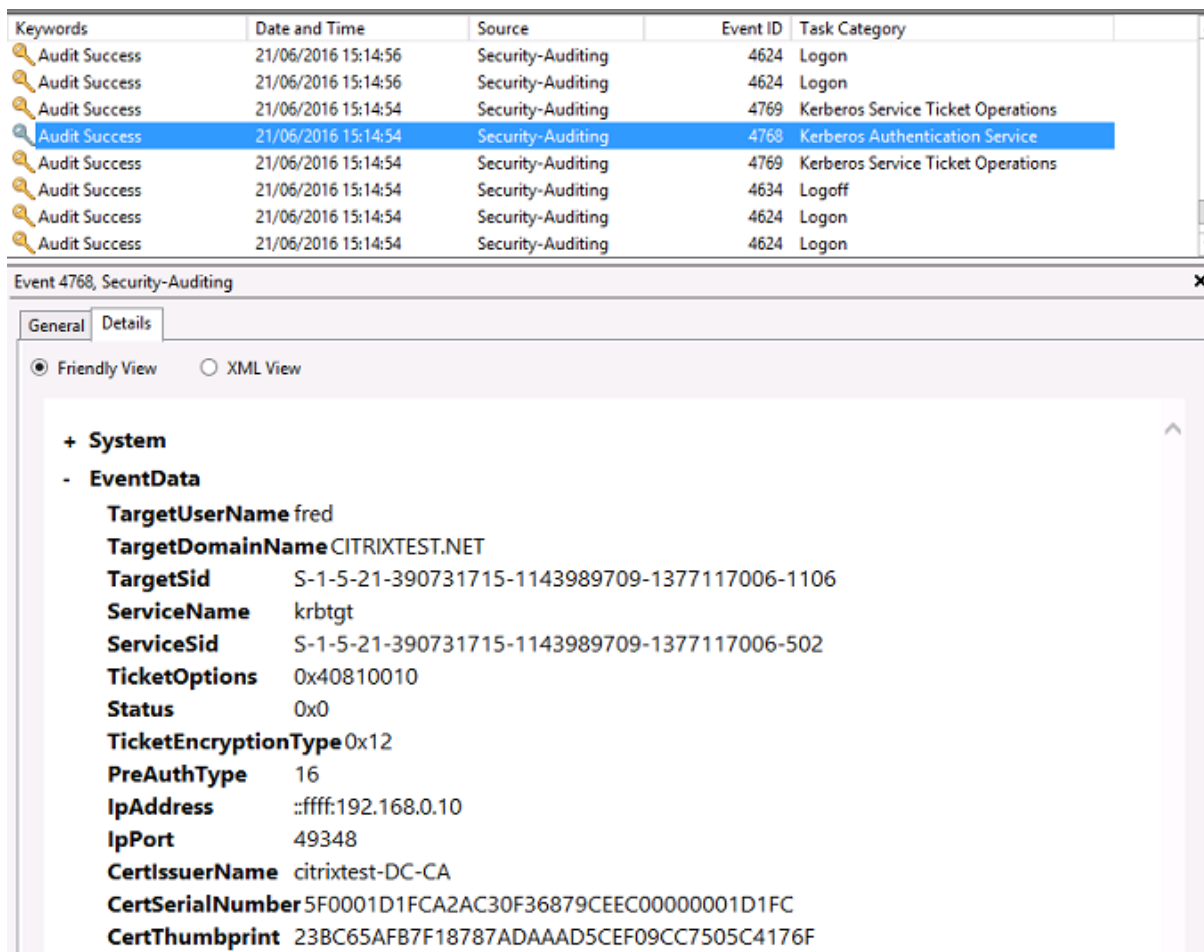 Keywords Date and Time Source Event ID Task Category
Audit Success 21/06/2016 15:14:56 Security-Auditing 4624 Logon
Audit Success 21/06/2016 15:14:56 Security-Auditing 4624 Logon
Audit Success 21/06/2016 15:14:54 Security-Auditing 4769 Kerberos Service Ticket Operations
Audit Success 21/06/2016 15:14:54 Security-Auditing 4768 Kerberos Authentication Service
Audit Success 21/06/2016 15:14:54 Security-Auditing 4769 Kerberos Service Ticket Operations
Audit Success 21/06/2016 15:14:54 Security-Auditing 4634 Logoff
Audit Success 21/06/2016 15:14:54 Security-Auditing 4624 Logon
Audit Success 21/06/2016 15:14:54 Security-Auditing 4624 Logon
Event 4768, Security-Auditing
General Details
Friendly View XML View
+ System
- EventData
TargetUserName fred
TargetDomainName CITRIXTEST.NET
TargetSid S-1-5-21-390731715-1143989709-1377117006-1106
ServiceName krbtgt
ServiceSid S-1-5-21-390731715-1143989709-1377117006-502
TicketOptions 0x40810010
Status 0x0
TicketEncryptionType 0x12
PreAuthType 16
IpAddress ::ffff:192.168.0.10
IpPort 49348
CertIssuerName citrixtest-DC-CA
CertSerialNumber 5F0001D1FCA2AC30F36879CEEC00000001D1FC
CertThumbprint 23BC65AFB7F18787ADAAAD5CEF09CC7505C4176F